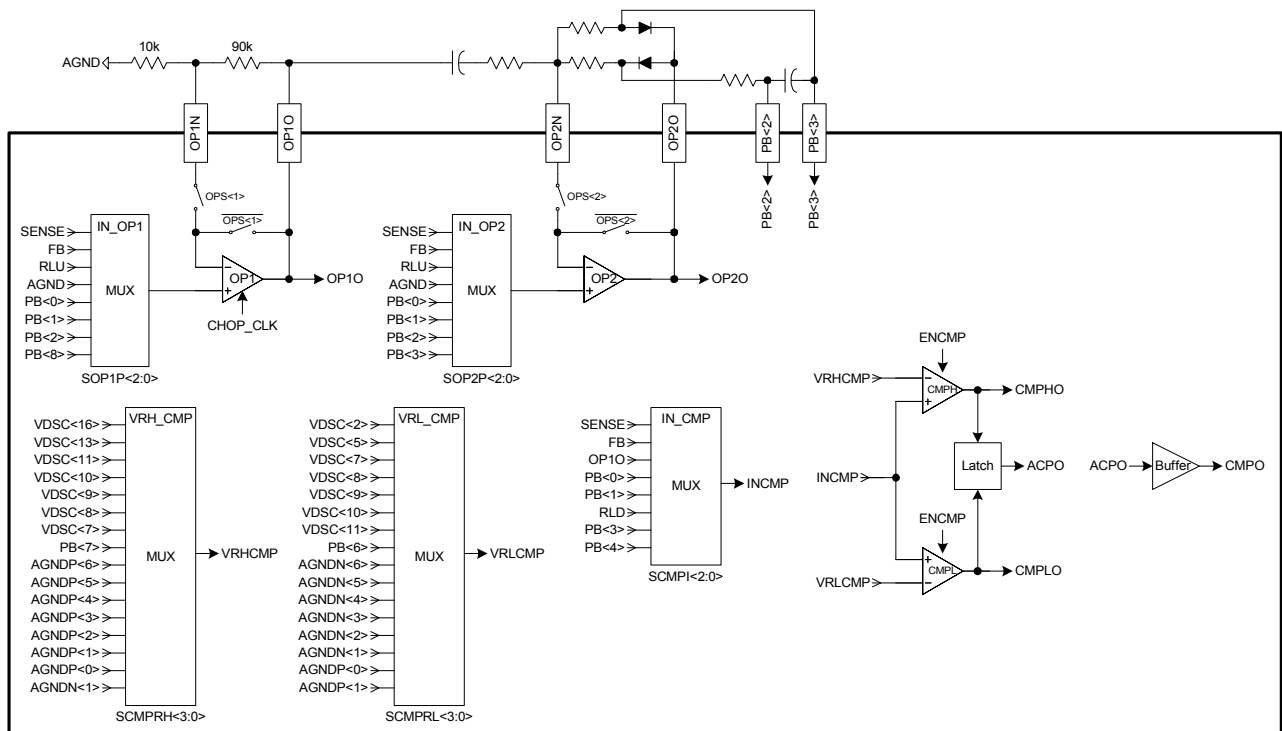 10k
90k
AGND
OP1N
OP1O
OP2N
OP2O
PB<2>
PB<3>
OPS<1>
OPS<2>
PB<2>
PB<3>
OPS<1>
OPS<2>
IN_OP1
SENSE
FB
RLU
AGND
PB<0>
PB<1>
PB<2>
PB<8>
MUX
SOP1P<2:0>
OP1
OP1O
CHOP_CLK
IN_OP2
SENSE
FB
RLU
AGND
PB<0>
PB<1>
PB<2>
PB<3>
MUX
SOP2P<2:0>
OP2
OP2O
VRH_CMP
VDSC<16>
VDSC<13>
VDSC<11>
VDSC<10>
VDSC<9>
VDSC<8>
VDSC<7>
PB<7>
AGNDP<6>
AGNDP<5>
AGNDP<4>
AGNDP<3>
AGNDP<2>
AGNDP<1>
AGNDP<0>
AGNDN<1>
MUX
VRHCMP
SCMPRH<3:0>
VRL_CMP
VDSC<2>
VDSC<5>
VDSC<7>
VDSC<8>
VDSC<9>
VDSC<10>
VDSC<11>
PB<6>
AGNDN<6>
AGNDN<5>
AGNDN<4>
AGNDN<3>
AGNDN<2>
AGNDN<1>
AGNDP<0>
AGNDP<1>
MUX
VRLCMP
SCMPRL<3:0>
IN_CMP
SENSE
FB
OP1O
PB<0>
PB<1>
RLD
PB<3>
PB<4>
MUX
INCMP
SCMPI<2:0>
ENCMP
VRHCMP
CMPH
CMPHO
INCMP
Latch
ACPO
ENCMP
VRLCMP
CMPL
CMPLO
ACPO
Buffer
CMPO